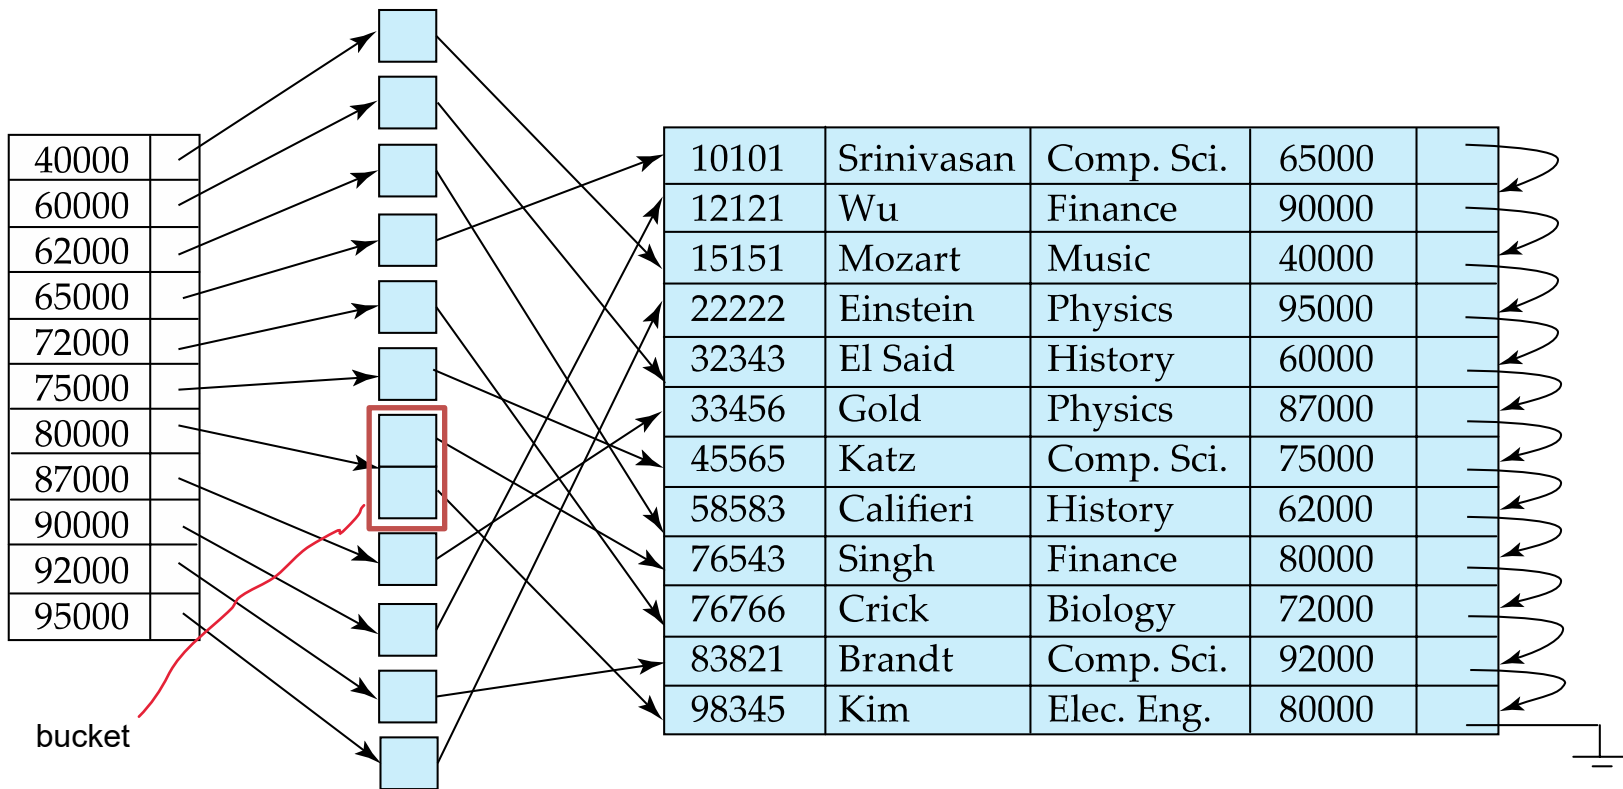 40000
60000
62000
65000
72000
75000
80000
87000
90000
92000
95000
bucket
10101 Srinivasan Comp. Sci. 65000
12121 Wu Finance 90000
15151 Mozart Music 40000
22222 Einstein Physics 95000
32343 El Said History 60000
33456 Gold Physics 87000
45565 Katz Comp. Sci. 75000
58583 Califieri History 62000
76543 Singh Finance 80000
76766 Crick Biology 72000
83821 Brandt Comp. Sci. 92000
98345 Kim Elec. Eng. 80000